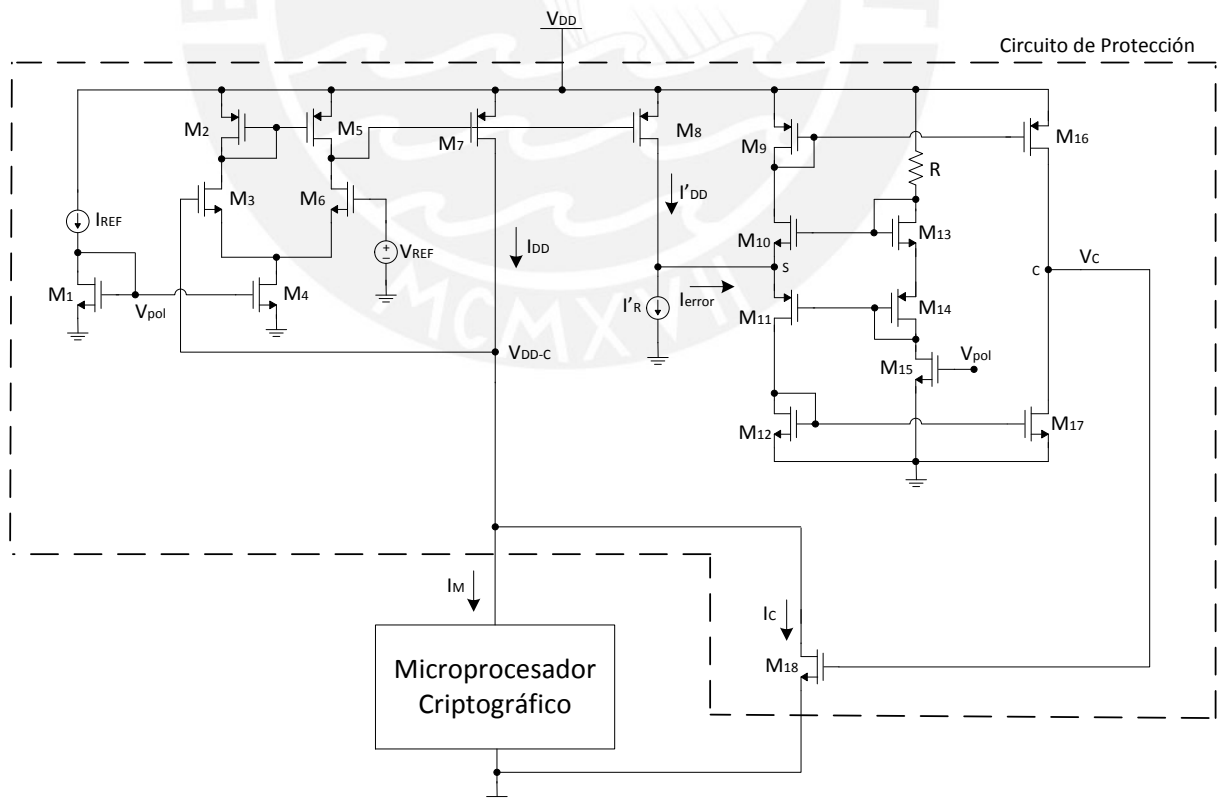 VDD
Circuito de Protección
M2
M5
M7
M8
M9
M16
R
IREF
M3
M6
I'DD
VREF
IDD
M10
M13
VC
S
C
M1
Vpol
M4
I'R
Ierror
M11
M14
MCMXVII
VDD-C
M15
Vpol
M12
M17
IM
IC
M18
Microprocesador
Criptográfico